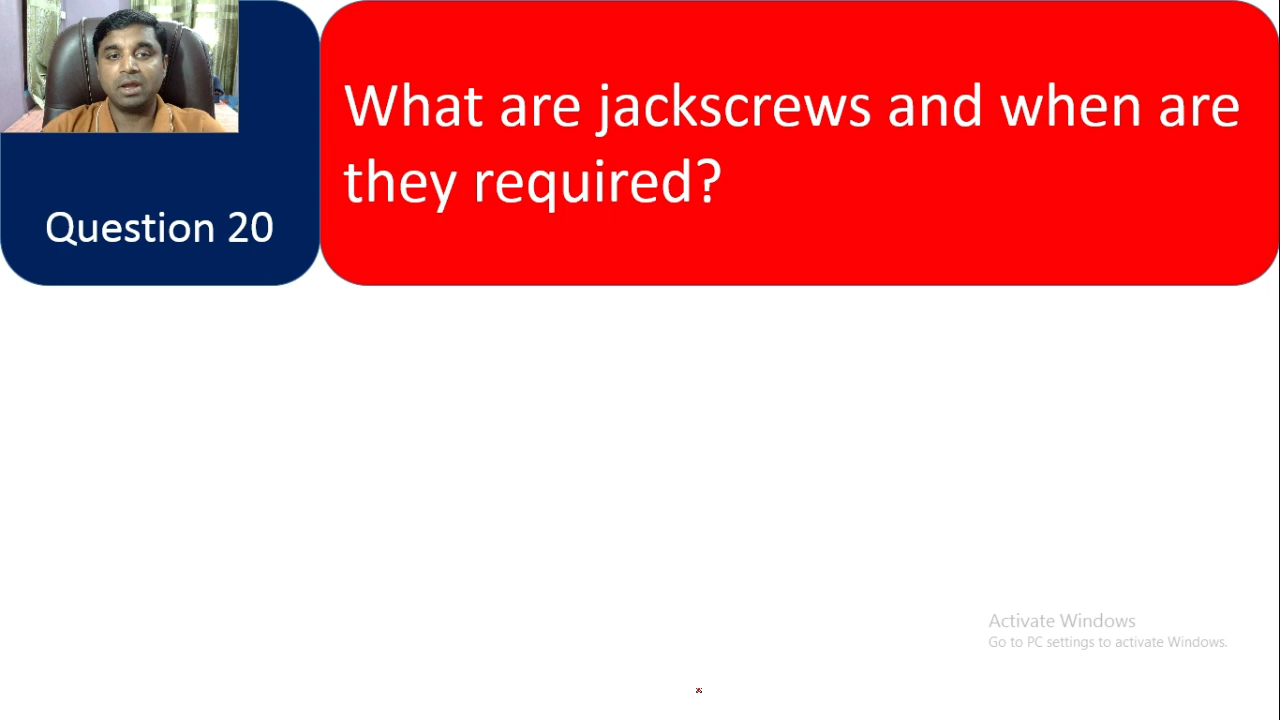 Question 20
What are jackscrews and when are
they required?
Activate Windows
Go to PC settings to activate Windows.